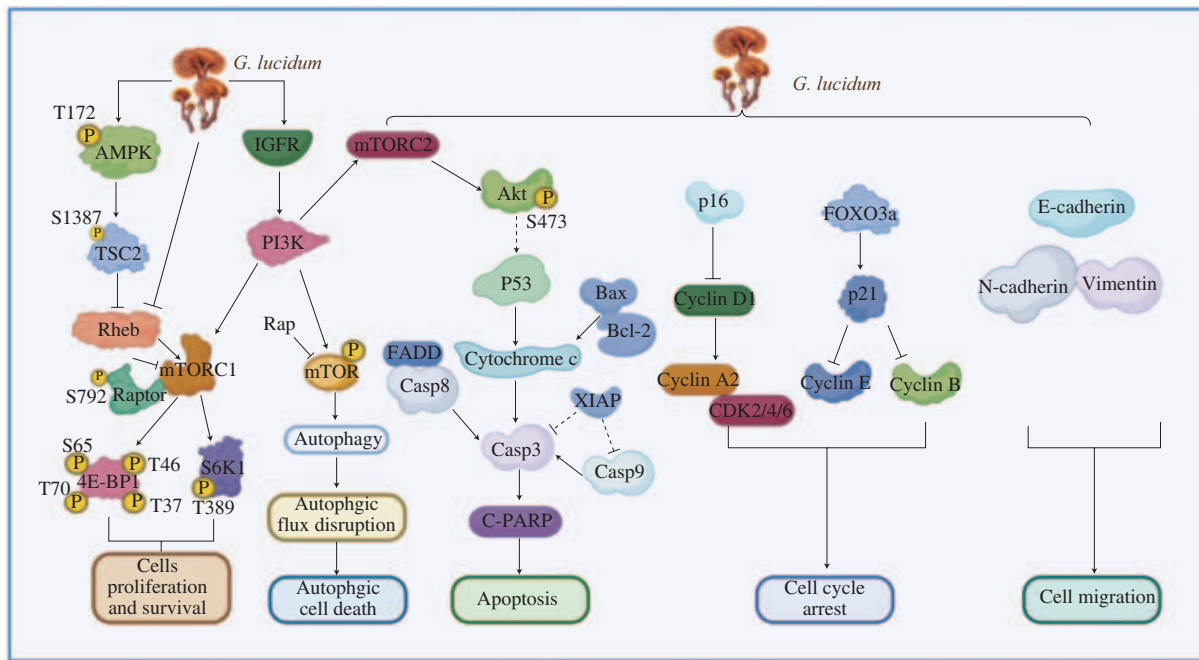 G. lucidum
G. lucidum
T172
P
AMPK
IGFR
mTORC2
Akt
P
S473
p16
FOXO3a
E-cadherin
S1387
P
TSC2
PI3K
P53
Bax
Bcl-2
Cyclin D1
p21
N-cadherin
Vimentin
Rheb
Rap
P
mTOR
FADD
Casp8
Cytochrome c
mTORC1
P
S792
Raptor
Cyclin A2
CDK2/4/6
Cyclin E
Cyclin B
XIAP
Autophagy
Casp3
Casp9
S65
P
P
T46
4E-BP1
T70
P
P
T37
S6K1
P
T389
Autophgic
flux disruption
C-PARP
Cells
proliferation
and survival
Autophgic
cell death
Apoptosis
Cell cycle
arrest
Cell migration